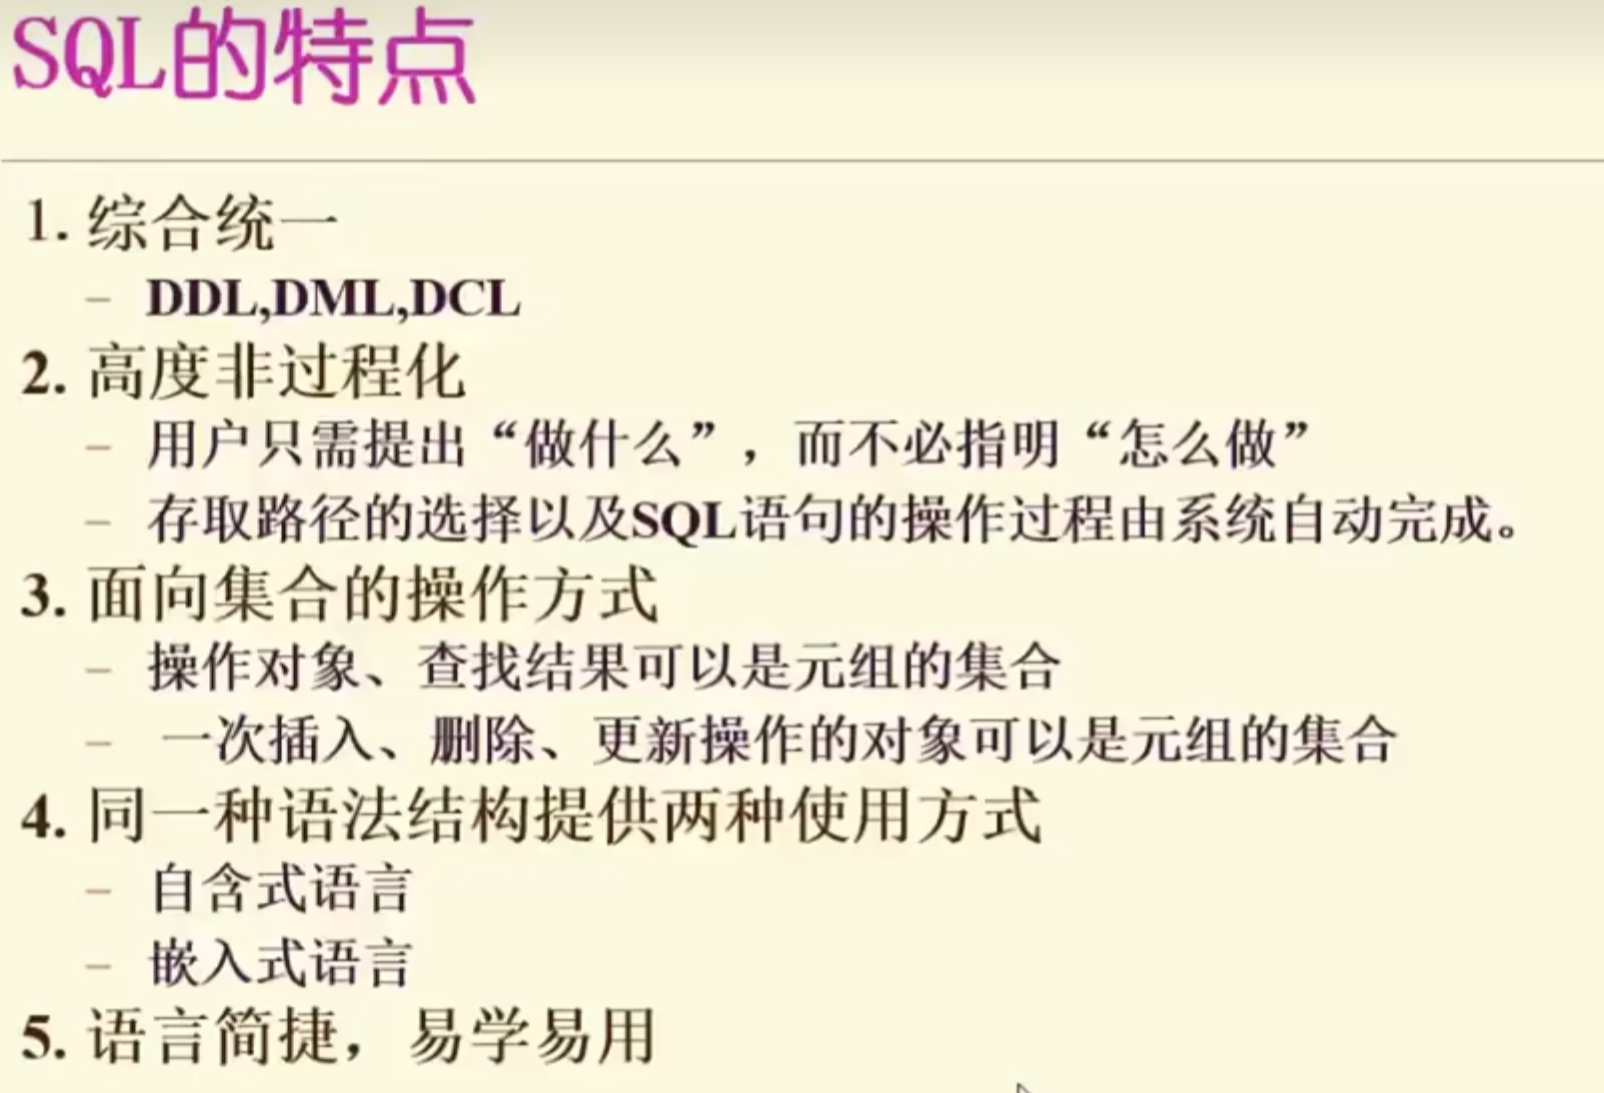 SQL的特点
1. 综合统一
– DDL,DML,DCL
2. 高度非过程化
– 用户只需提出“做什么”，而不必指明“怎么做”
– 存取路径的选择以及SQL语句的操作过程由系统自动完成。
3. 面向集合的操作方式
– 操作对象、查找结果可以是元组的集合
– 一次插入、删除、更新操作的对象可以是元组的集合
4. 同一种语法结构提供两种使用方式
– 自含式语言
– 嵌入式语言
5. 语言简捷，易学易用